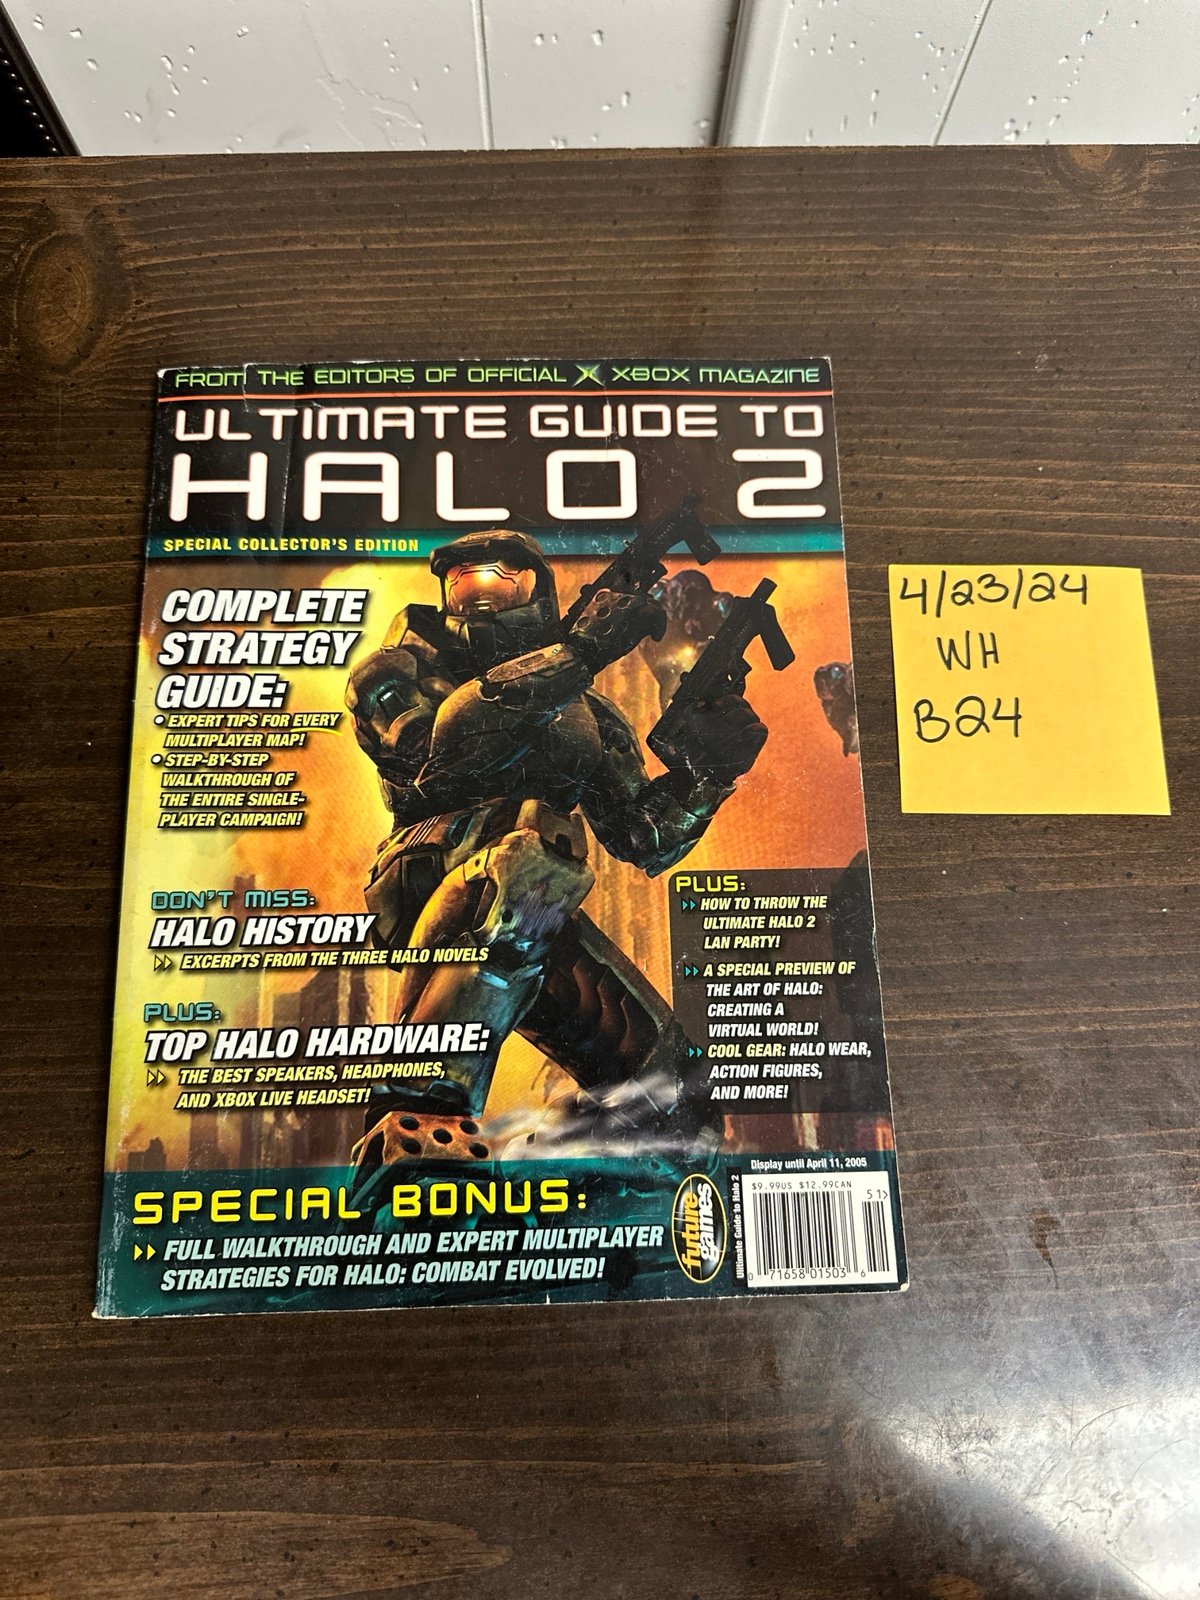 FROM THE EDITORS OF OFFICIAL XBOX MAGAZINE
ULTIMATE GUIDE TO
HALO 2
SPECIAL COLLECTOR'S EDITION
COMPLETE
STRATEGY
GUIDE:
• EXPERT TIPS FOR EVERY
MULTIPLAYER MAP!
• STEP-BY-STEP
WALKTHROUGH OF
THE ENTIRE SINGLE-
PLAYER CAMPAIGN!
DON'T MISS:
HALO HISTORY
EXCERPTS FROM THE THREE HALO NOVELS
PLUS:
TOP HALO HARDWARE:
THE BEST SPEAKERS, HEADPHONES,
AND XBOX LIVE HEADSET!
PLUS:
HOW TO THROW THE
ULTIMATE HALO 2
LAN PARTY!
A SPECIAL PREVIEW OF
THE ART OF HALO:
CREATING A
VIRTUAL WORLD!
COOL GEAR: HALO WEAR,
ACTION FIGURES,
AND MORE!
SPECIAL BONUS:
FULL WALKTHROUGH AND EXPERT MULTIPLAYER
STRATEGIES FOR HALO: COMBAT EVOLVED!
future
games
Ultimate Guide to Halo 2
Display until April 11, 2005
$9.99US $12.99CAN
51>
0 71658 01503 6
4/23/24
WH
B24